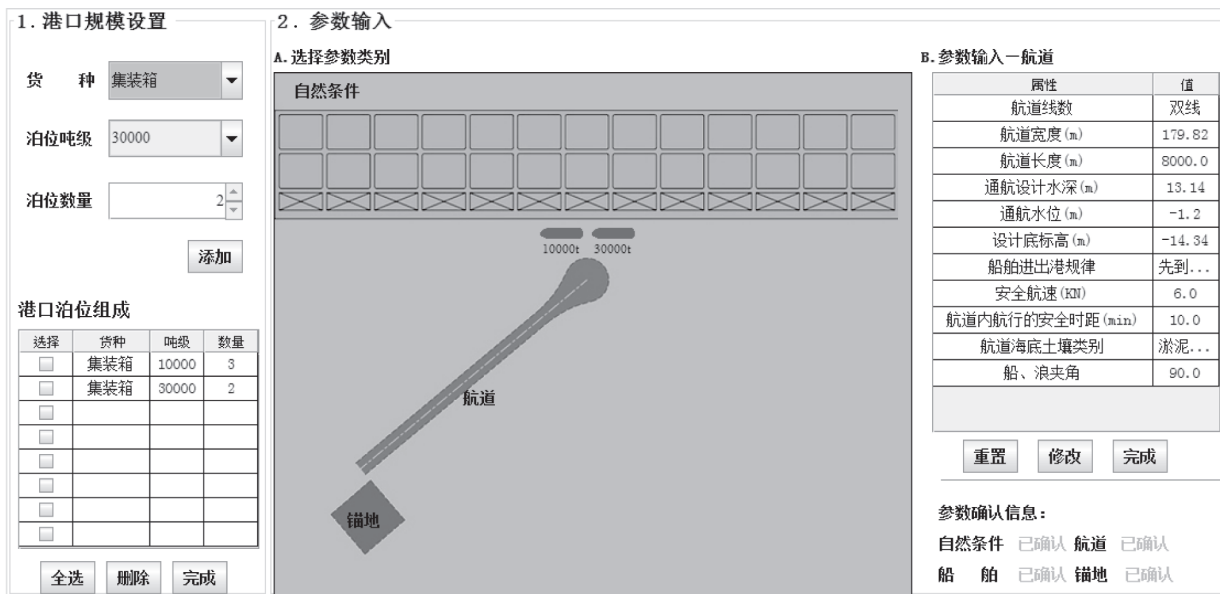 1.港口规模设置
货 种 集装箱
泊位吨级 30000
泊位数量 2
添加
港口泊位组成
选择 货种 吨级 数量
集装箱 10000 3
集装箱 30000 2
全选 删除 完成
2. 参数输入
A.选择参数类别
自然条件
10000t 30000t
航道
锚地
B.参数输入—航道
属性 值
航道线数 双线
航道宽度(m) 179.82
航道长度(m) 8000.0
通航设计水深(m) 13.14
通航水位(m) -1.2
设计底标高(m) -14.34
船舶进出港规律 先到...
安全航速(KN) 6.0
航道内航行的安全时距(min) 10.0
航道海底土壤类别 淤泥...
船、浪夹角 90.0
重置 修改 完成
参数确认信息：
自然条件 已确认 航道 已确认
船 舶 已确认 锚地 已确认